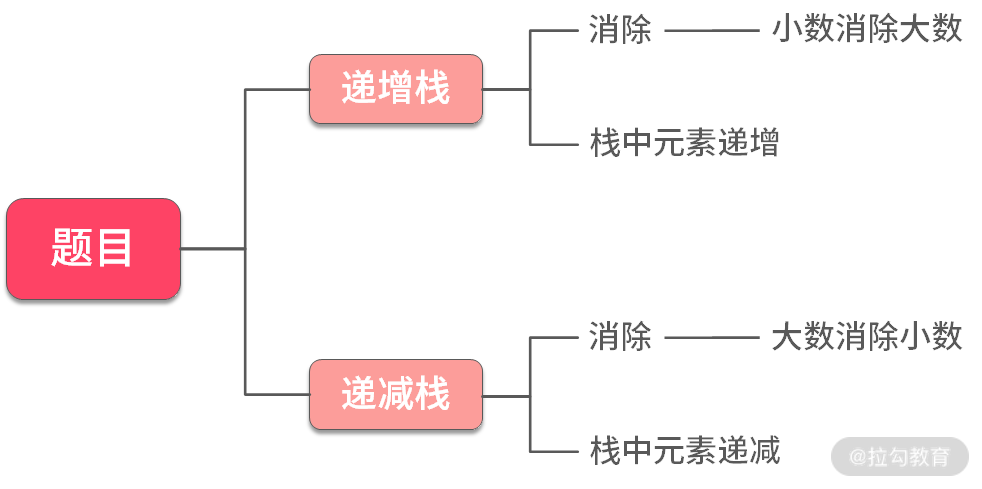 题目
递增栈
消除
小数消除大数
栈中元素递增
递减栈
消除
大数消除小数
栈中元素递减
@拉勾教育